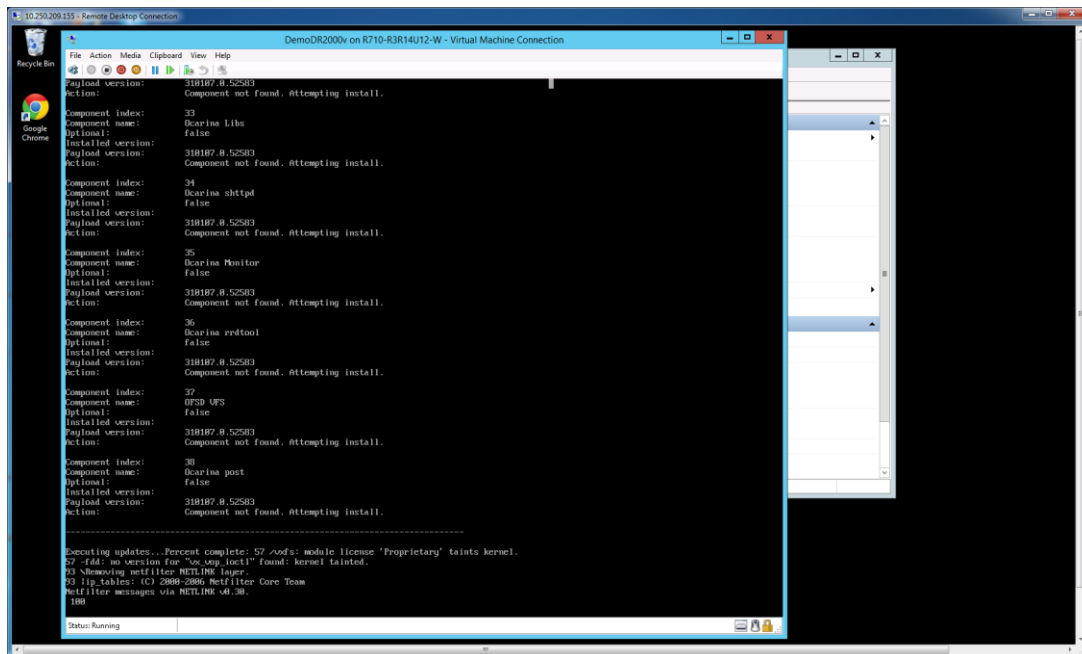 10.250.209.155 - Remote Desktop Connection
Recycle Bin
Google
Chrome
DemoDR2000v on R710-R3R14U12-W - Virtual Machine Connection
File Action Media Clipboard View Help
Payload version: 310107.0.52583
Action: Component not found. Attempting install.
Component index: 33
Component name: Ocarina Libs
Optional: false
Installed version:
Payload version: 310107.0.52583
Action: Component not found. Attempting install.
Component index: 34
Component name: Ocarina shttpd
Optional: false
Installed version:
Payload version: 310107.0.52583
Action: Component not found. Attempting install.
Component index: 35
Component name: Ocarina Monitor
Optional: false
Installed version:
Payload version: 310107.0.52583
Action: Component not found. Attempting install.
Component index: 36
Component name: Ocarina rrdtool
Optional: false
Installed version:
Payload version: 310107.0.52583
Action: Component not found. Attempting install.
Component index: 37
Component name: OFSD VFS
Optional: false
Installed version:
Payload version: 310107.0.52583
Action: Component not found. Attempting install.
Component index: 38
Component name: Ocarina post
Optional: false
Installed version:
Payload version: 310107.0.52583
Action: Component not found. Attempting install.
--------------------------------------------------------------------------------
Executing updates...Percent complete: 57 /vxfs: module license 'Proprietary' taints kernel.
57 -fdd: no version for "vx_vop_ioctl" found: kernel tainted.
93 \Removing netfilter NETLINK layer.
93 |ip_tables: (C) 2000-2006 Netfilter Core Team
Netfilter messages via NETLINK v0.30.
100
Status: Running